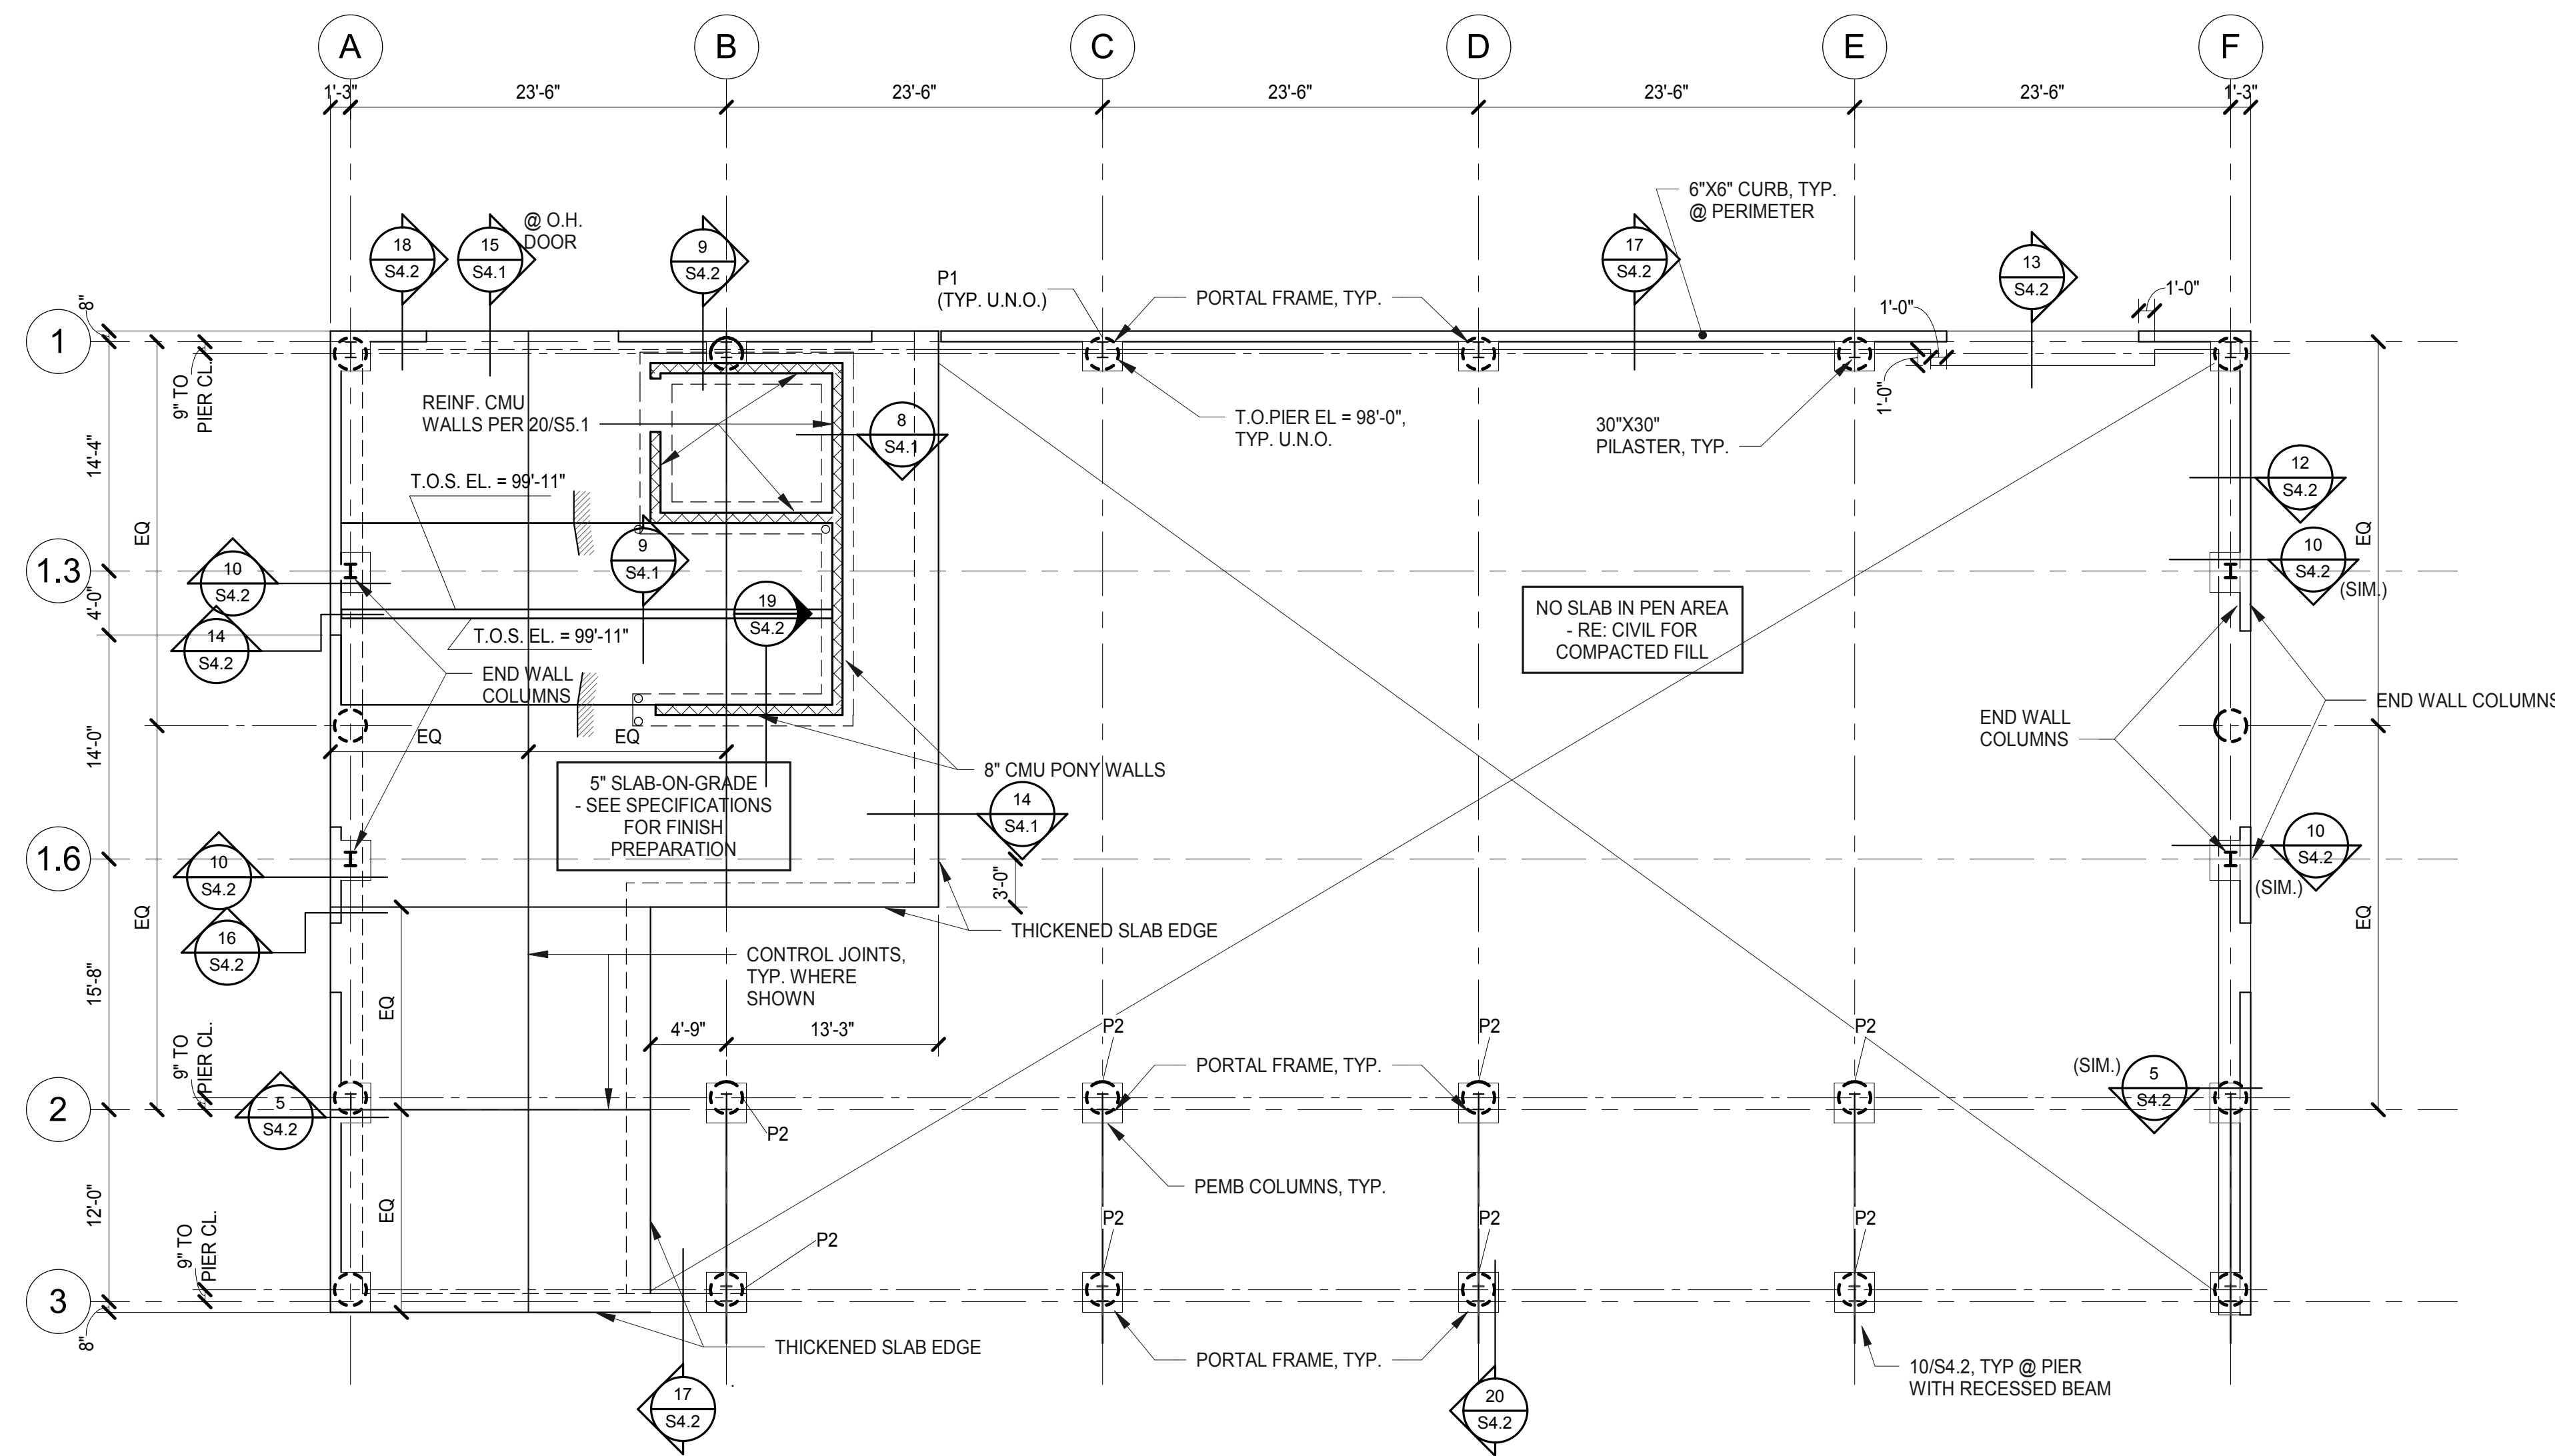 A
B
C
D
E
F
1'-3"
23'-6"
23'-6"
23'-6"
23'-6"
23'-6"
1'-3"
6"X6" CURB, TYP.
@ PERIMETER
@ O.H.
DOOR
18
S4.2
15
S4.1
9
S4.2
17
S4.2
13
S4.2
P1
(TYP. U.N.O.)
PORTAL FRAME, TYP.
1'-0"
1'-0"
1'-0"
8"
1
9" TO
PIER CL.
REINF. CMU
WALLS PER 20/S5.1
8
S4.1
T.O.PIER EL = 98'-0",
TYP. U.N.O.
30"X30"
PILASTER, TYP.
14'-4"
T.O.S. EL. = 99'-11"
12
S4.2
EQ
EQ
9
S4.1
10
S4.2
1.3
10
S4.2
(SIM.)
4'-0"
19
S4.2
NO SLAB IN PEN AREA
- RE: CIVIL FOR
COMPACTED FILL
14
S4.2
T.O.S. EL. = 99'-11"
END WALL
COLUMNS
END WALL COLUMNS
END WALL
COLUMNS
14'-0"
EQ
EQ
8" CMU PONY WALLS
5" SLAB-ON-GRADE
- SEE SPECIFICATIONS
FOR FINISH
PREPARATION
14
S4.1
1.6
10
S4.2
10
S4.2
(SIM.)
3'-0"
EQ
EQ
16
S4.2
THICKENED SLAB EDGE
CONTROL JOINTS,
TYP. WHERE
SHOWN
15'-8"
EQ
4'-9"
13'-3"
P2
P2
P2
9" TO
PIER CL.
PORTAL FRAME, TYP.
(SIM.)
5
S4.2
2
5
S4.2
P2
PEMB COLUMNS, TYP.
12'-0"
EQ
P2
P2
P2
P2
9" TO
PIER CL.
3
8"
THICKENED SLAB EDGE
PORTAL FRAME, TYP.
10/S4.2, TYP @ PIER
WITH RECESSED BEAM
17
S4.2
20
S4.2